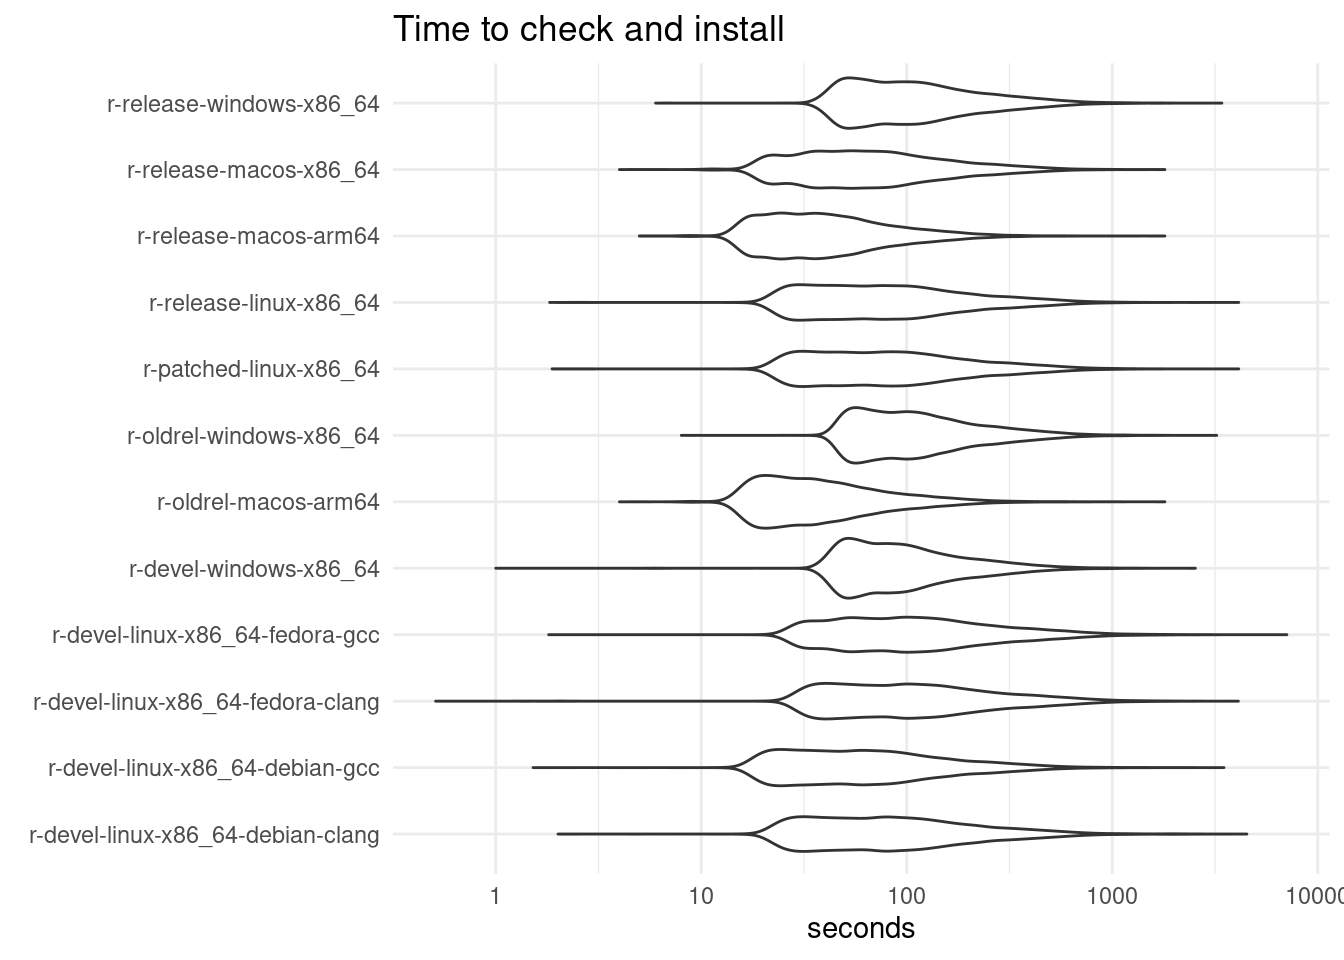 Time to check and install
r-release-windows-x86_64
r-release-macos-x86_64
r-release-macos-arm64
r-release-linux-x86_64
r-patched-linux-x86_64
r-oldrel-windows-x86_64
r-oldrel-macos-arm64
r-devel-windows-x86_64
r-devel-linux-x86_64-fedora-gcc
r-devel-linux-x86_64-fedora-clang
r-devel-linux-x86_64-debian-gcc
r-devel-linux-x86_64-debian-clang
1 10 100 1000 10000
seconds